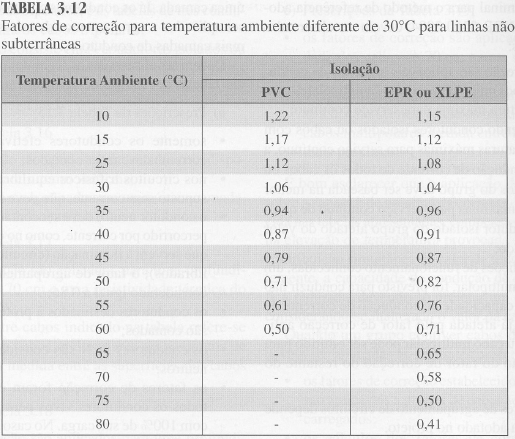 TABELA 3.12
Fatores de correção para temperatura ambiente diferente de 30°C para linhas não
subterrâneas
Temperatura Ambiente (°C) Isolação
PVC EPR ou XLPE
10 1,22 1,15
15 1,17 1,12
25 1,12 1,08
30 1,06 1,04
35 0,94 0,96
40 0,87 0,91
45 0,79 0,87
50 0,71 0,82
55 0,61 0,76
60 0,50 0,71
65 - 0,65
70 - 0,58
75 - 0,50
80 - 0,41